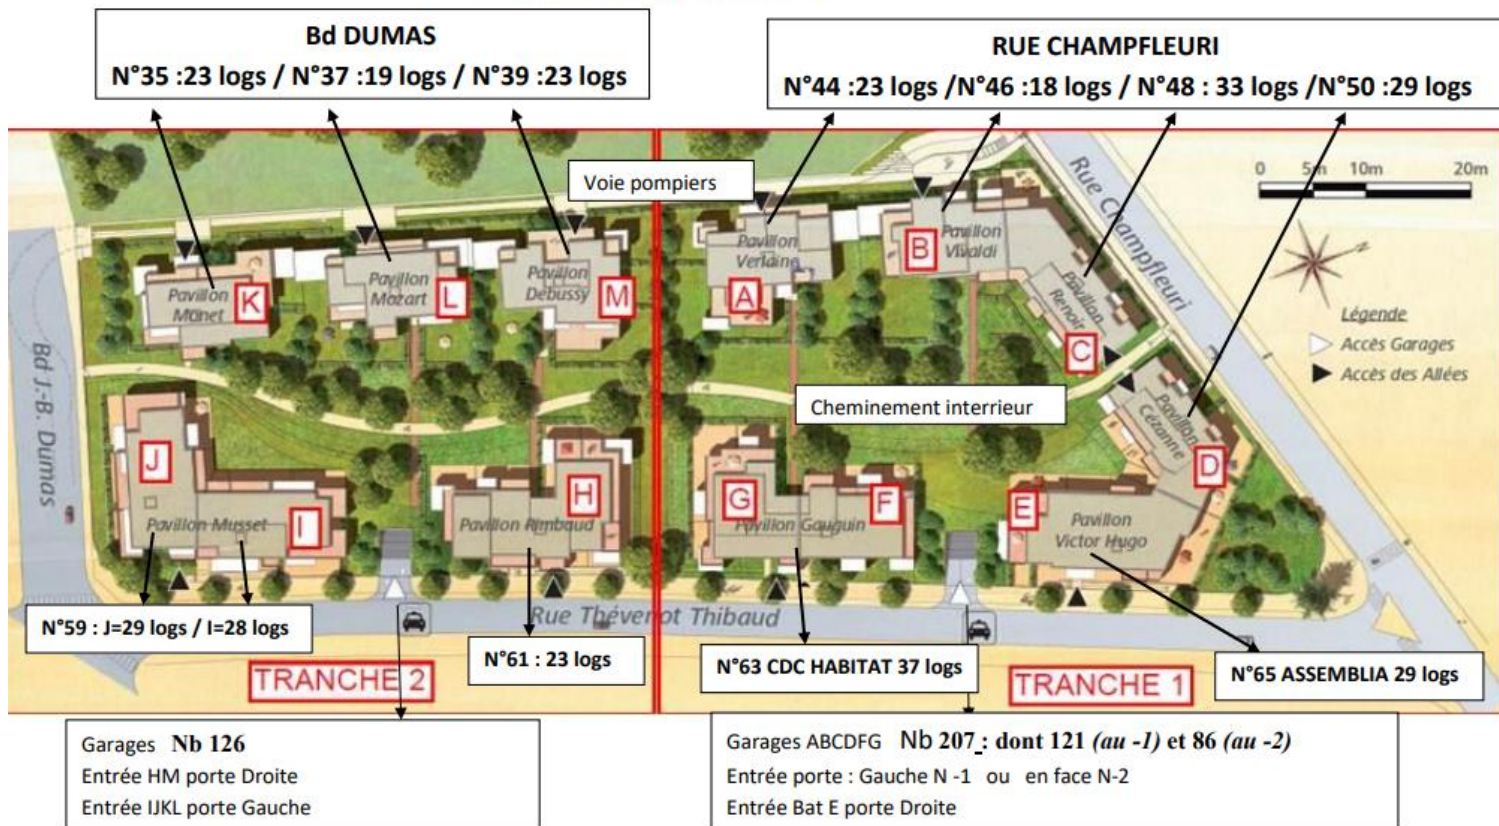 Bd DUMAS
N°35 :23 logs / N°37 :19 logs / N°39 :23 logs
RUE CHAMPFLEURI
N°44 :23 logs /N°46 :18 logs / N°48 : 33 logs /N°50 :29 logs
Voie pompiers
Rue Champfleuri
0 5m 10m 20m
N
Légende
Accès Garages
Accès des Allées
Pavillon
Manet
K
Pavillon
Mozart
L
Pavillon
Debussy
M
Pavillon
Verlaine
A
B
Pavillon
Vivaldi
Pavillon
Renoir
C
Cheminement interrieur
Pavillon
Cézanne
D
Bd J.-B. Dumas
J
Pavillon Musset
I
Pavillon Rimbaud
H
G
Pavillon Gauguin
F
E
Pavillon
Victor Hugo
Rue Thévenot Thibaud
N°59 : J=29 logs / I=28 logs
N°61 : 23 logs
N°63 CDC HABITAT 37 logs
N°65 ASSEMBLIA 29 logs
TRANCHE 2
TRANCHE 1
Garages Nb 126
Entrée HM porte Droite
Entrée IJKL porte Gauche
Garages ABCDFG Nb 207 : dont 121 (au -1) et 86 (au -2)
Entrée porte : Gauche N -1 ou en face N-2
Entrée Bat E porte Droite